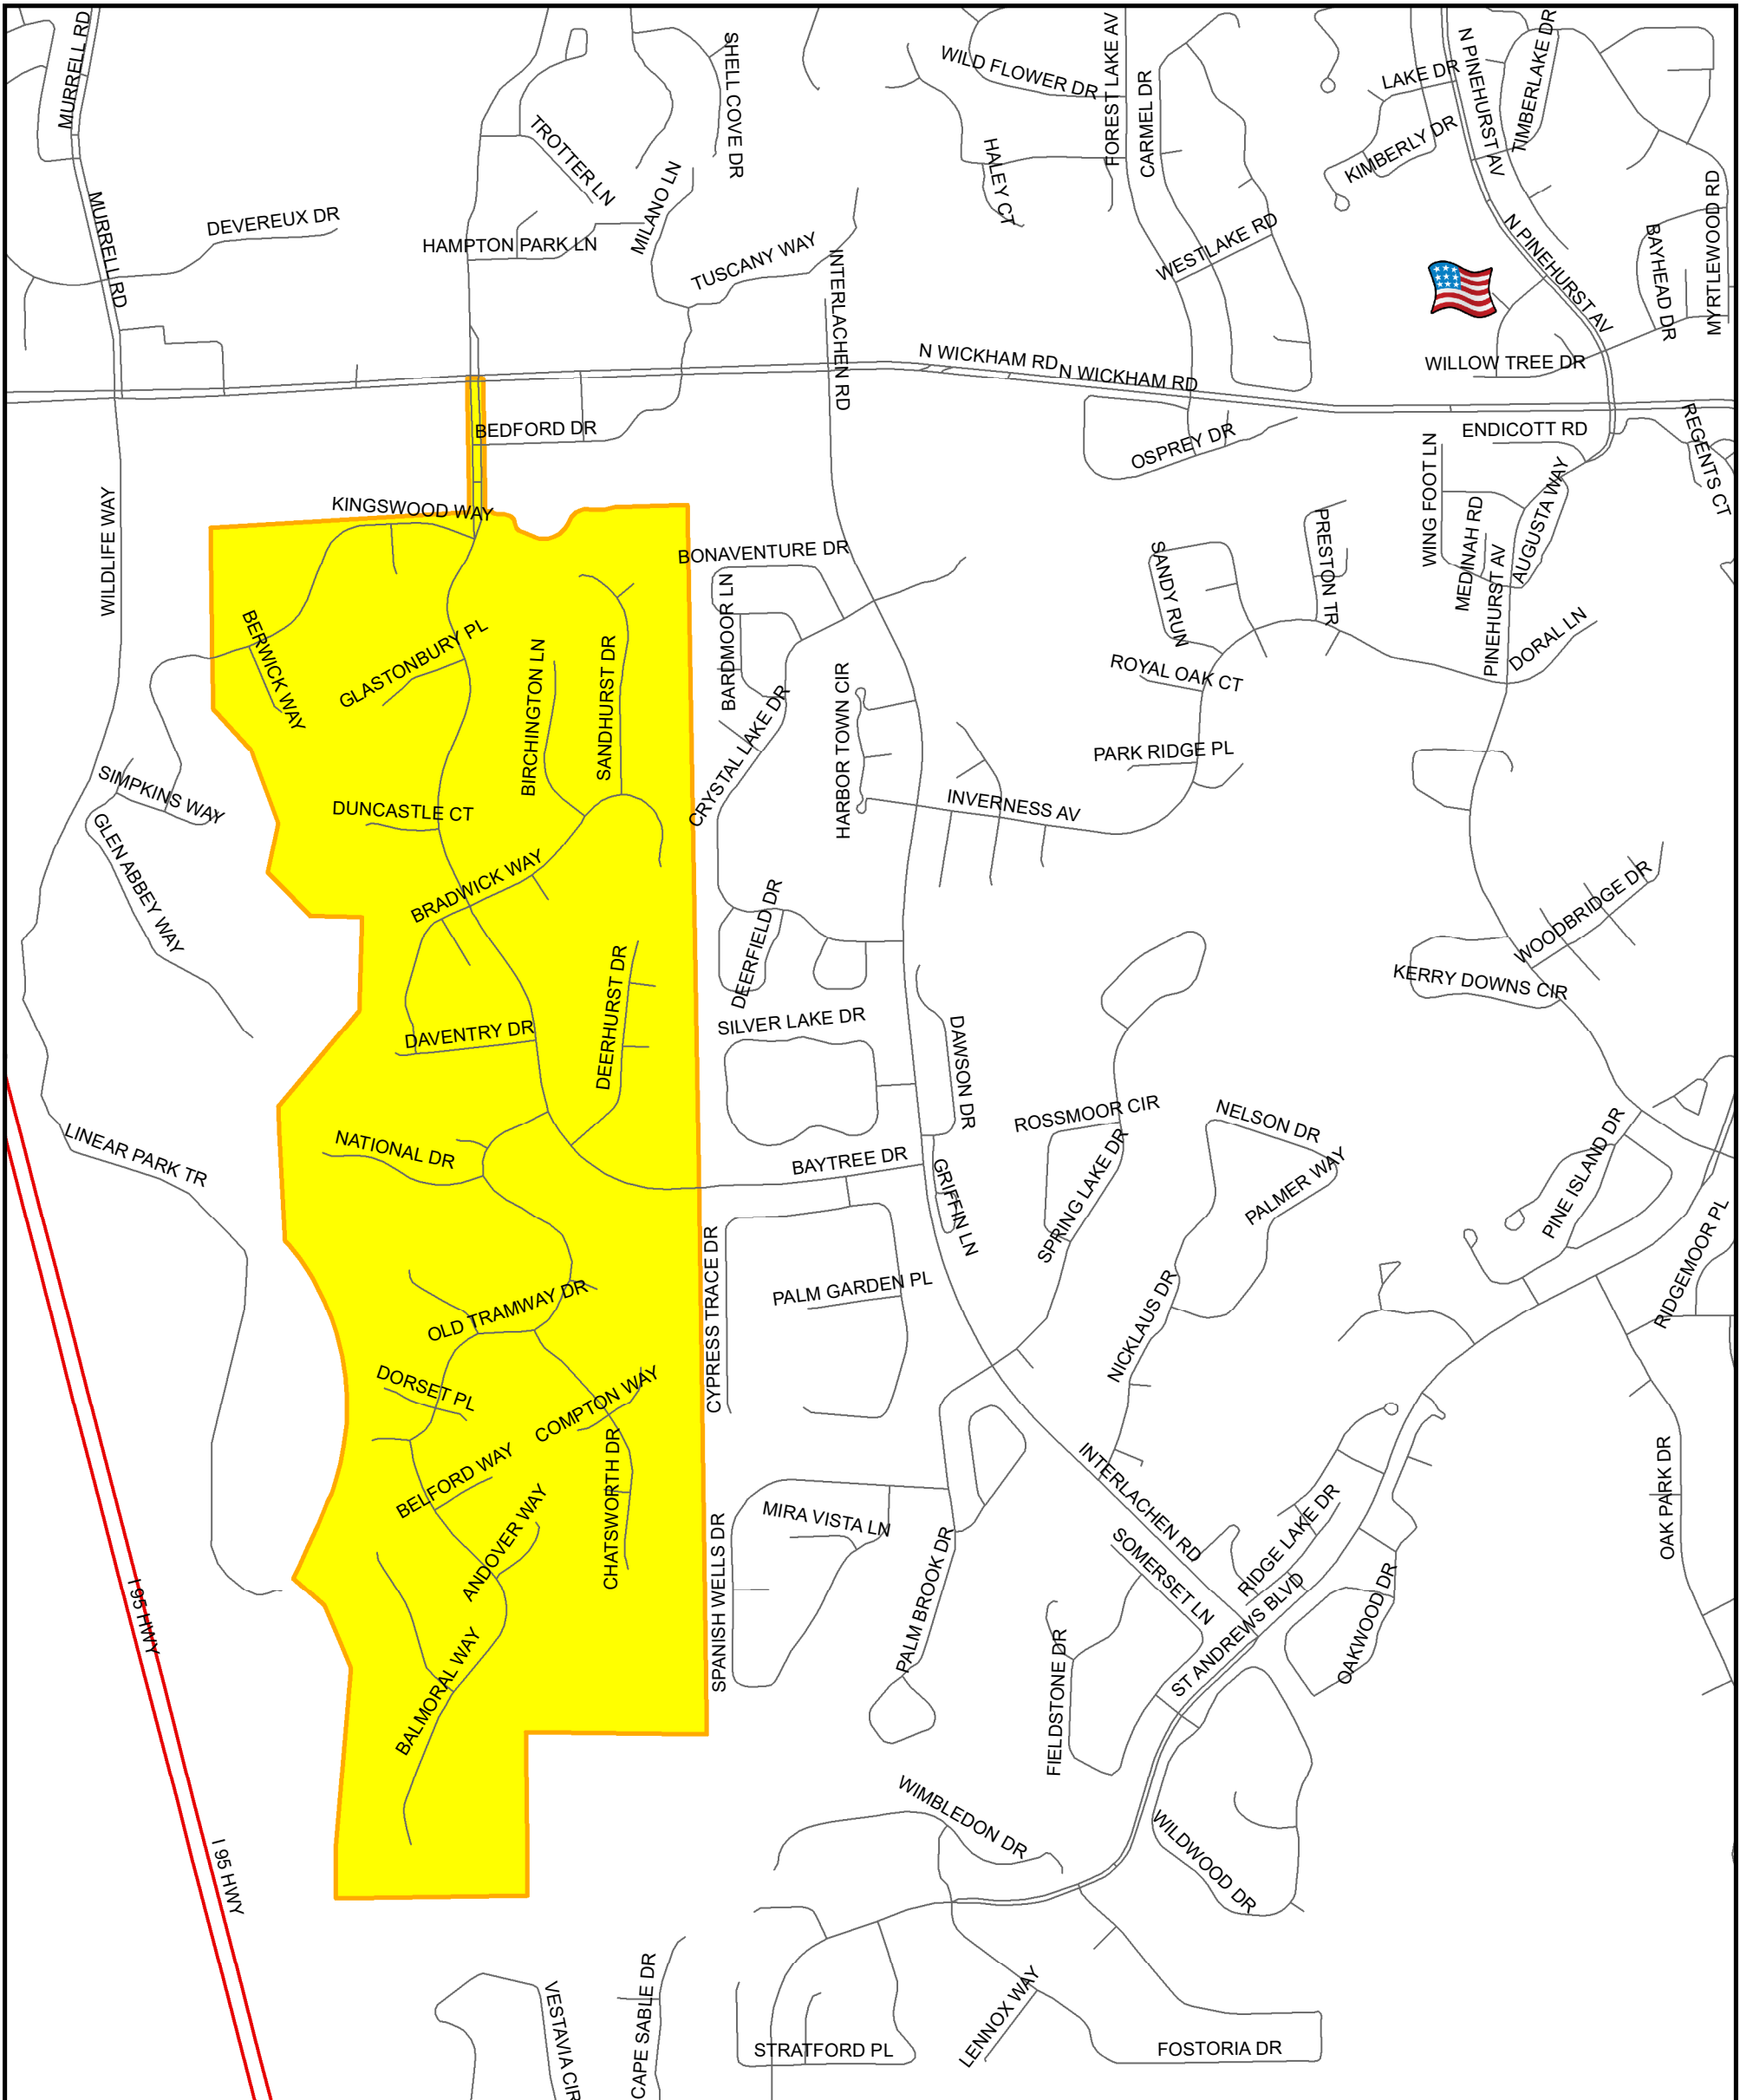 MURRELL RD
SHELL COVE DR
WILD FLOWER DR
FOREST LAKE AV
CARMEL DR
LAKE DR
N PINEHURST AV
TIMBERLAKE DR
TROTTER LN
HALEY CT
KIMBERLY DR
MILANO LN
MURRELL RD
DEVEREUX DR
HAMPTON PARK LN
TUSCANY WAY
INTERLACHEN RD
WESTLAKE RD
N PINEHURST AV
BAYHEAD DR
MYRTLEWOOD RD
N WICKHAM RD
N WICKHAM RD
WILLOW TREE DR
BEDFORD DR
OSPREY DR
ENDICOTT RD
REGENTS CT
WING FOOT LN
KINGSWOOD WAY
WILDLIFE WAY
BONAVENTURE DR
SANDY RUN
PRESTON TR
MEDINAH RD
AUGUSTA WAY
PINEHURST AV
BARDMOOR LN
BERWICK WAY
GLASTONBURY PL
BIRCHINGTON LN
SANDHURST DR
DORAL LN
ROYAL OAK CT
HARBOR TOWN CIR
CRYSTAL LAKE DR
PARK RIDGE PL
SIMPKINS WAY
DUNCASTLE CT
INVERNESS AV
GLEN ABBEY WAY
BRADWICK WAY
DEERFIELD DR
WOODBRIDGE DR
KERRY DOWNS CIR
DEERHURST DR
DAVENTRY DR
SILVER LAKE DR
DAWSON DR
LINEAR PARK TR
NATIONAL DR
ROSSMOOR CIR
NELSON DR
BAYTREE DR
GRIFFIN LN
SPRING LAKE DR
PALMER WAY
PINE ISLAND DR
RIDGEMOOR PL
CYPRESS TRACE DR
PALM GARDEN PL
OLD TRAMWAY DR
NICKLAUS DR
DORSET PL
COMPTON WAY
CHATSWORTH DR
BELFORD WAY
ANDOVER WAY
INTERLACHEN RD
OAK PARK DR
MIRA VISTA LN
SPANISH WELLS DR
PALM BROOK DR
SOMERSET LN
RIDGE LAKE DR
ST ANDREWS BLVD
OAKWOOD DR
I 95 HWY
BALMORAL WAY
FIELDSTONE DR
WIMBLEDON DR
WILDWOOD DR
I 95 HWY
VESTAVIA CIR
CAPE SABLE DR
STRATFORD PL
LENNOX WAY
FOSTORIA DR